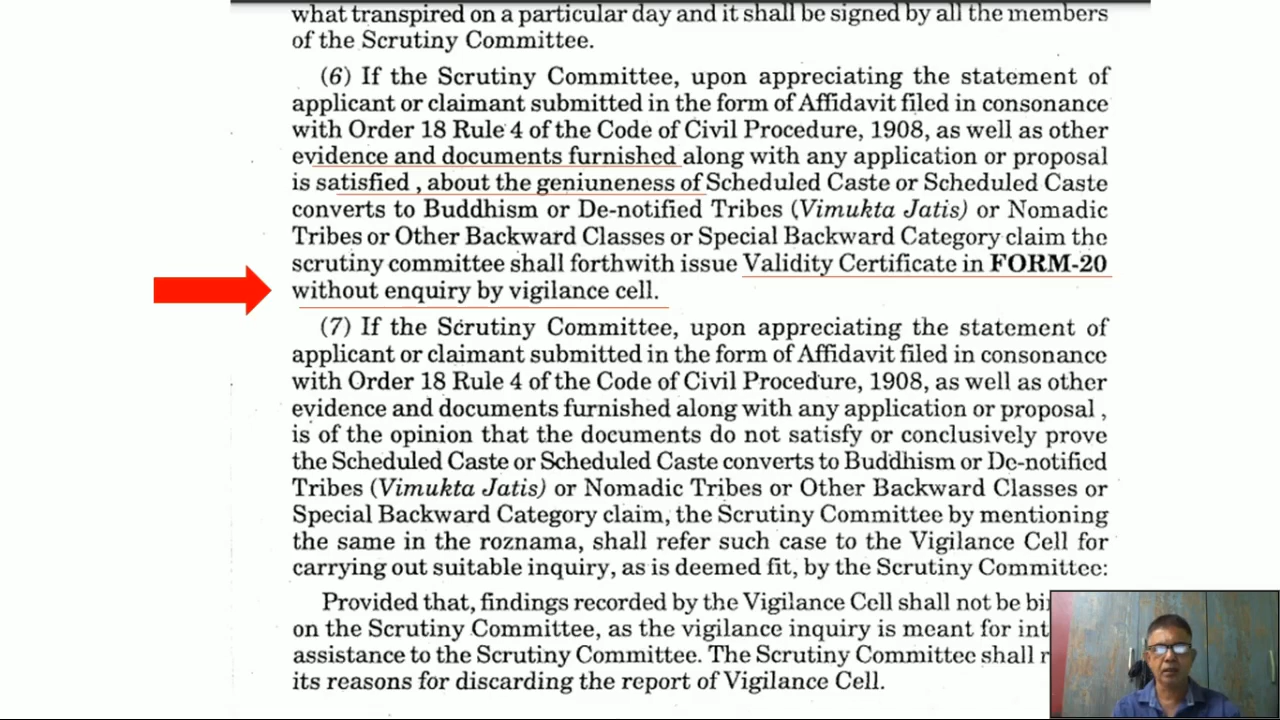 what transpired on a particular day and it shall be signed by all the members
of the Scrutiny Committee.
(6) If the Scrutiny Committee, upon appreciating the statement of
applicant or claimant submitted in the form of Affidavit filed in consonance
with Order 18 Rule 4 of the Code of Civil Procedure, 1908, as well as other
evidence and documents furnished along with any application or proposal
is satisfied , about the geniuneness of Scheduled Caste or Scheduled Caste
converts to Buddhism or De-notified Tribes (Vimukta Jatis) or Nomadic
Tribes or Other Backward Classes or Special Backward Category claim the
scrutiny committee shall forthwith issue Validity Certificate in FORM-20
without enquiry by vigilance cell.
(7) If the Scrutiny Committee, upon appreciating the statement of
applicant or claimant submitted in the form of Affidavit filed in consonance
with Order 18 Rule 4 of the Code of Civil Procedure, 1908, as well as other
evidence and documents furnished along with any application or proposal ,
is of the opinion that the documents do not satisfy or conclusively prove
the Scheduled Caste or Scheduled Caste converts to Buddhism or De-notified
Tribes (Vimukta Jatis) or Nomadic Tribes or Other Backward Classes or
Special Backward Category claim, the Scrutiny Committee by mentioning
the same in the roznama, shall refer such case to the Vigilance Cell for
carrying out suitable inquiry, as is deemed fit, by the Scrutiny Committee:
Provided that, findings recorded by the Vigilance Cell shall not be
on the Scrutiny Committee, as the vigilance inquiry is meant for
assistance to the Scrutiny Committee. The Scrutiny Committee shall
its reasons for discarding the report of Vigilance Cell.